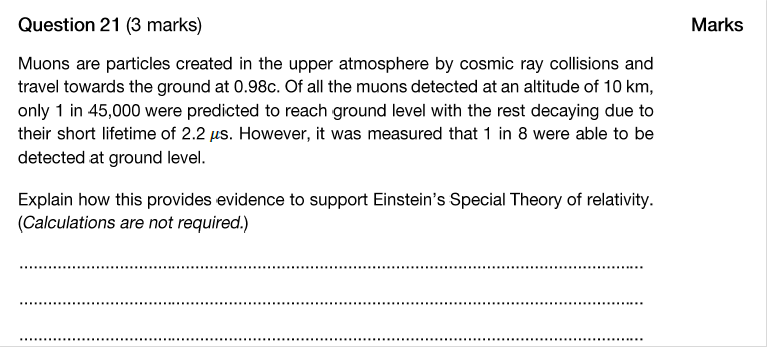 Question 21 (3 marks) Marks
Muons are particles created in the upper atmosphere by cosmic ray collisions and
travel towards the ground at 0.98c. Of all the muons detected at an altitude of 10 km,
only 1 in 45,000 were predicted to reach ground level with the rest decaying due to
their short lifetime of 2.2 μs. However, it was measured that 1 in 8 were able to be
detected at ground level.
Explain how this provides evidence to support Einstein's Special Theory of relativity.
(Calculations are not required.)